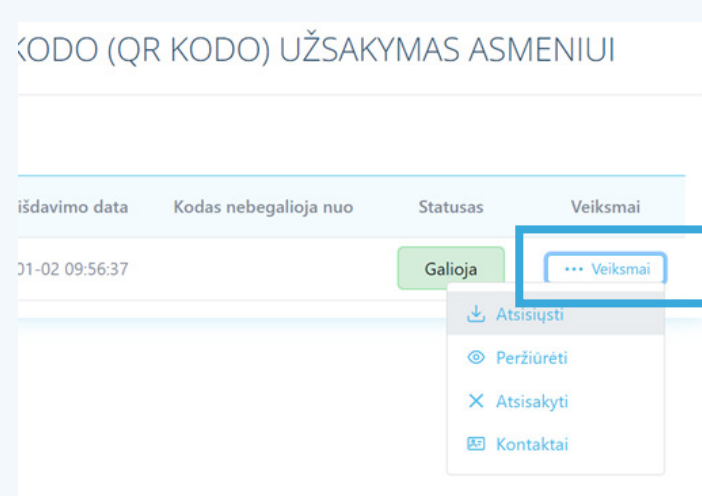 KODO (QR KODO) UŽSAKYMAS ASMENIUI
išdavimo data Kodas nebegalioja nuo Statusas Veiksmai
01-02 09:56:37 Galioja ••• Veiksmai
Atsisiųsti
Peržiūrėti
Atsisakyti
Kontaktai